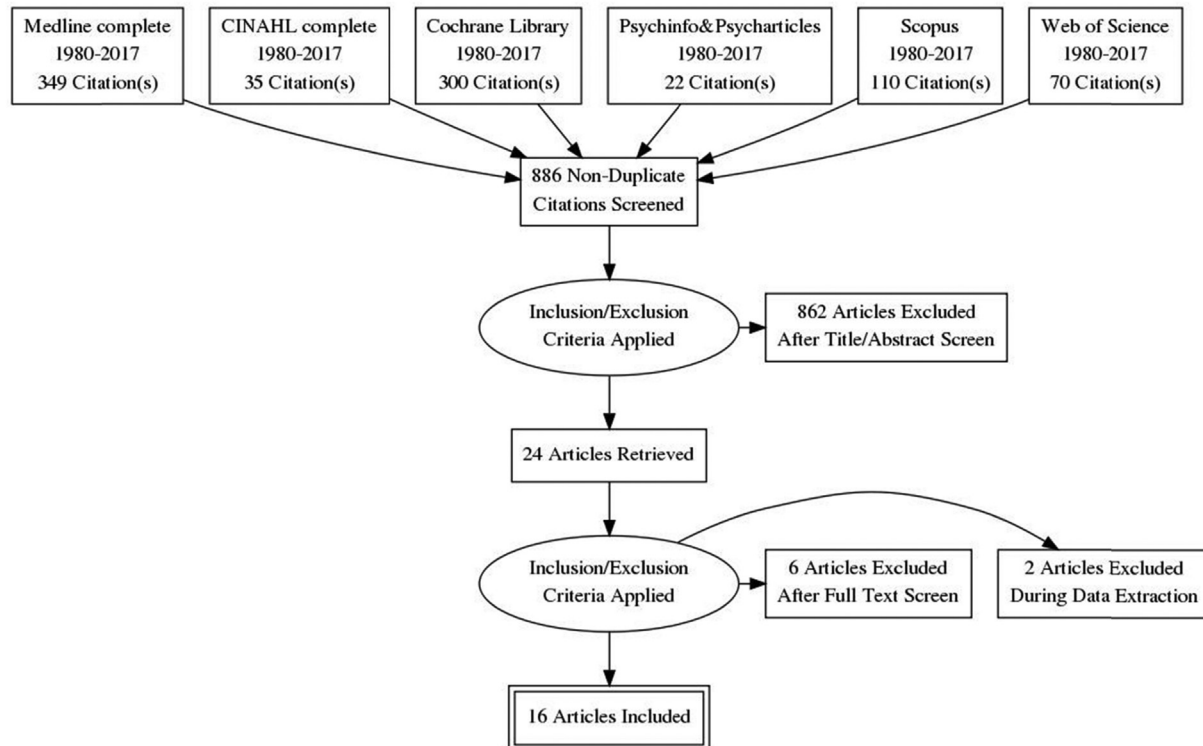 Medline complete
1980-2017
349 Citation(s)
CINAHL complete
1980-2017
35 Citation(s)
Cochrane Library
1980-2017
300 Citation(s)
Psychinfo&Psycharticles
1980-2017
22 Citation(s)
Scopus
1980-2017
110 Citation(s)
Web of Science
1980-2017
70 Citation(s)
886 Non-Duplicate
Citations Screened
Inclusion/Exclusion
Criteria Applied
862 Articles Excluded
After Title/Abstract Screen
24 Articles Retrieved
Inclusion/Exclusion
Criteria Applied
6 Articles Excluded
After Full Text Screen
2 Articles Excluded
During Data Extraction
16 Articles Included